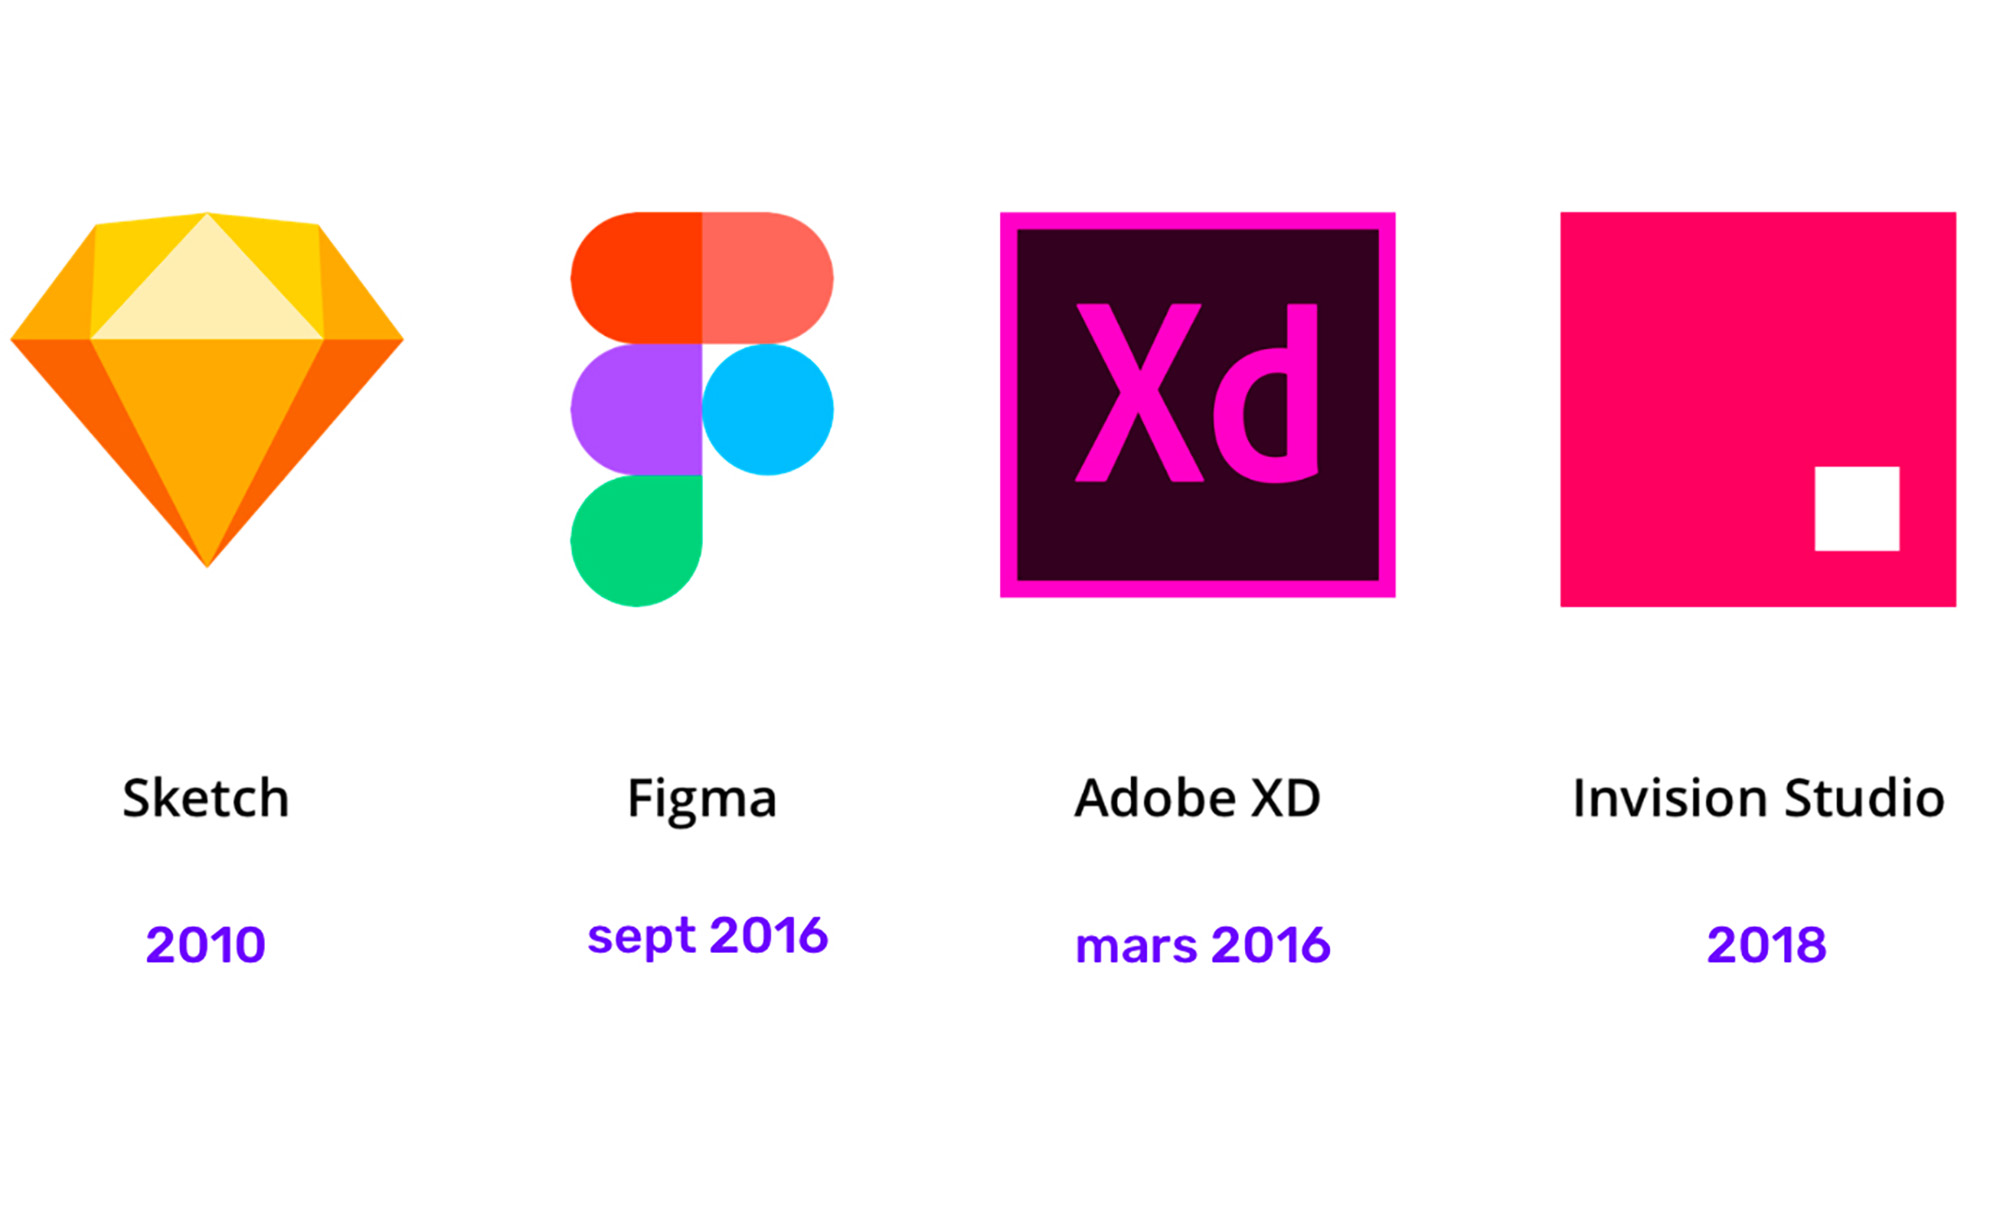 Xd
Sketch
Figma
Adobe XD
Invision Studio
2010
sept 2016
mars 2016
2018